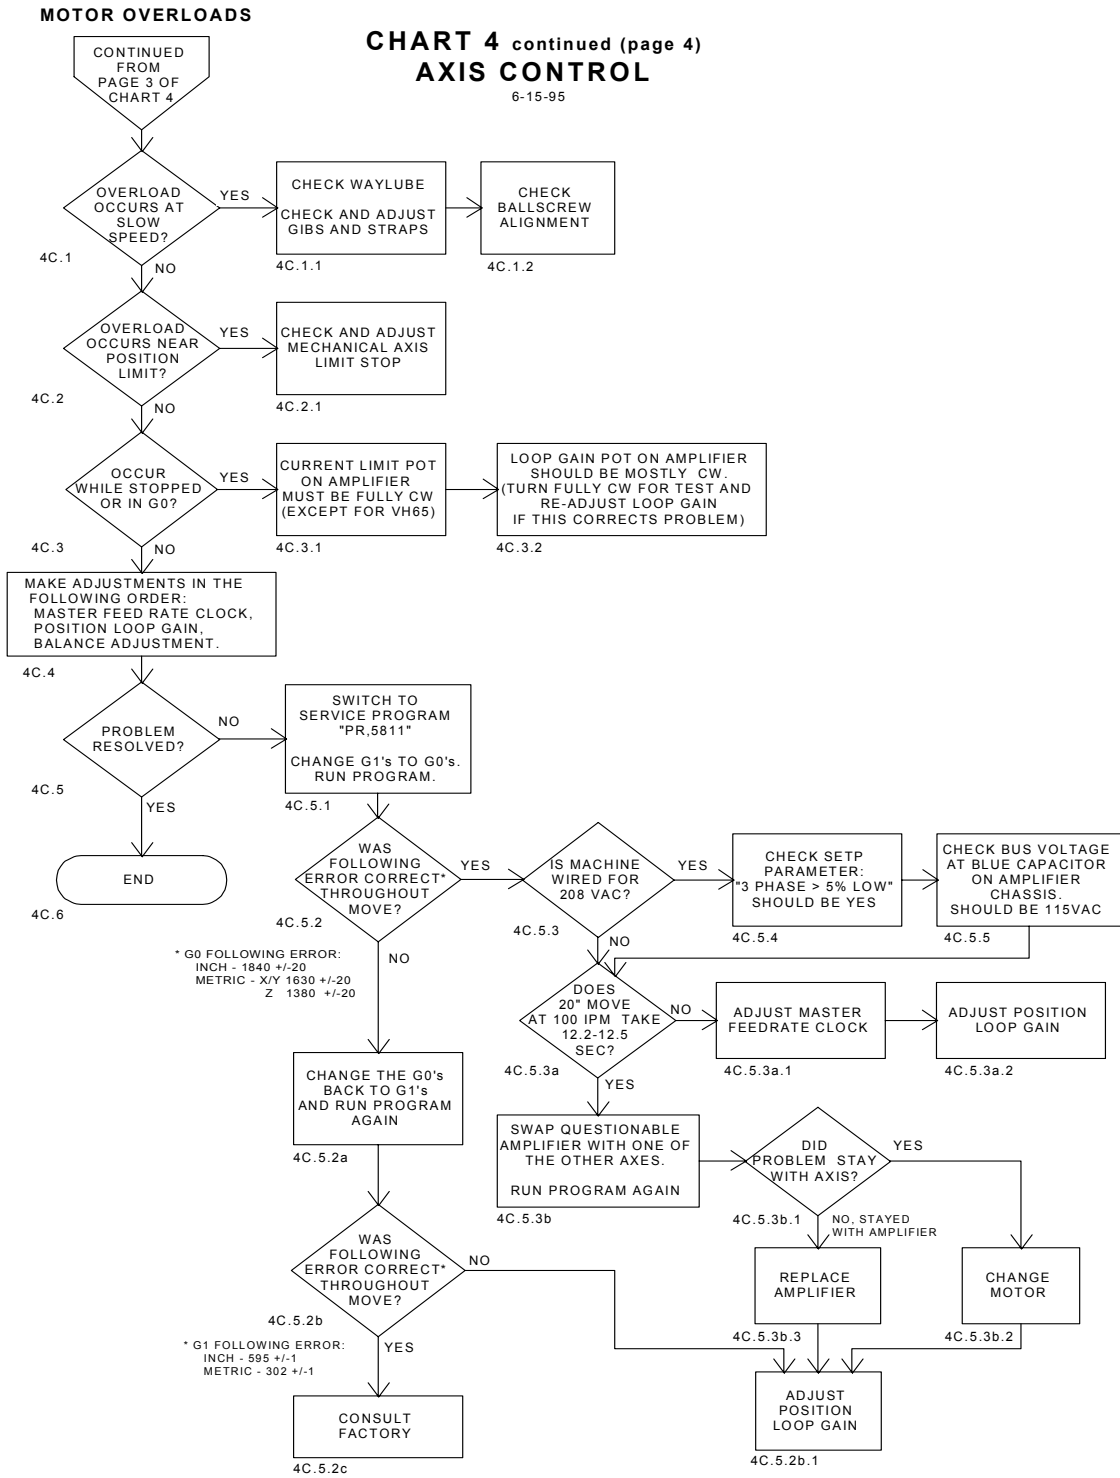 MOTOR OVERLOADS
CHART 4 continued (page 4)
AXIS CONTROL
6-15-95
CONTINUED
FROM
PAGE 3 OF
CHART 4
OVERLOAD
OCCURS AT
SLOW
SPEED?
4C.1
YES
NO
CHECK WAYLUBE
CHECK AND ADJUST
GIBS AND STRAPS
4C.1.1
CHECK
BALLSCREW
ALIGNMENT
4C.1.2
OVERLOAD
OCCURS NEAR
POSITION
LIMIT?
4C.2
YES
NO
CHECK AND ADJUST
MECHANICAL AXIS
LIMIT STOP
4C.2.1
OCCUR
WHILE STOPPED
OR IN G0?
4C.3
YES
NO
CURRENT LIMIT POT
ON AMPLIFIER
MUST BE FULLY CW
(EXCEPT FOR VH65)
4C.3.1
LOOP GAIN POT ON AMPLIFIER
SHOULD BE MOSTLY CW.
(TURN FULLY CW FOR TEST AND
RE-ADJUST LOOP GAIN
IF THIS CORRECTS PROBLEM)
4C.3.2
MAKE ADJUSTMENTS IN THE
FOLLOWING ORDER:
MASTER FEED RATE CLOCK,
POSITION LOOP GAIN,
BALANCE ADJUSTMENT.
4C.4
PROBLEM
RESOLVED?
4C.5
NO
YES
END
4C.6
SWITCH TO
SERVICE PROGRAM
"PR,5811"
CHANGE G1's TO G0's.
RUN PROGRAM.
4C.5.1
WAS
FOLLOWING
ERROR CORRECT*
THROUGHOUT
MOVE?
4C.5.2
YES
NO
* G0 FOLLOWING ERROR:
INCH - 1840 +/-20
METRIC - X/Y 1630 +/-20
Z 1380 +/-20
IS MACHINE
WIRED FOR
208 VAC?
4C.5.3
YES
NO
CHECK SETP
PARAMETER:
"3 PHASE > 5% LOW"
SHOULD BE YES
4C.5.4
CHECK BUS VOLTAGE
AT BLUE CAPACITOR
ON AMPLIFIER
CHASSIS.
SHOULD BE 115VAC
4C.5.5
DOES
20" MOVE
AT 100 IPM TAKE
12.2-12.5
SEC?
4C.5.3a
NO
YES
ADJUST MASTER
FEEDRATE CLOCK
4C.5.3a.1
ADJUST POSITION
LOOP GAIN
4C.5.3a.2
CHANGE THE G0's
BACK TO G1's
AND RUN PROGRAM
AGAIN
4C.5.2a
SWAP QUESTIONABLE
AMPLIFIER WITH ONE OF
THE OTHER AXES.
RUN PROGRAM AGAIN
4C.5.3b
DID
PROBLEM STAY
WITH AXIS?
4C.5.3b.1
YES
NO, STAYED
WITH AMPLIFIER
WAS
FOLLOWING
ERROR CORRECT*
THROUGHOUT
MOVE?
4C.5.2b
NO
YES
* G1 FOLLOWING ERROR:
INCH - 595 +/-1
METRIC - 302 +/-1
REPLACE
AMPLIFIER
4C.5.3b.3
CHANGE
MOTOR
4C.5.3b.2
CONSULT
FACTORY
4C.5.2c
ADJUST
POSITION
LOOP GAIN
4C.5.2b.1